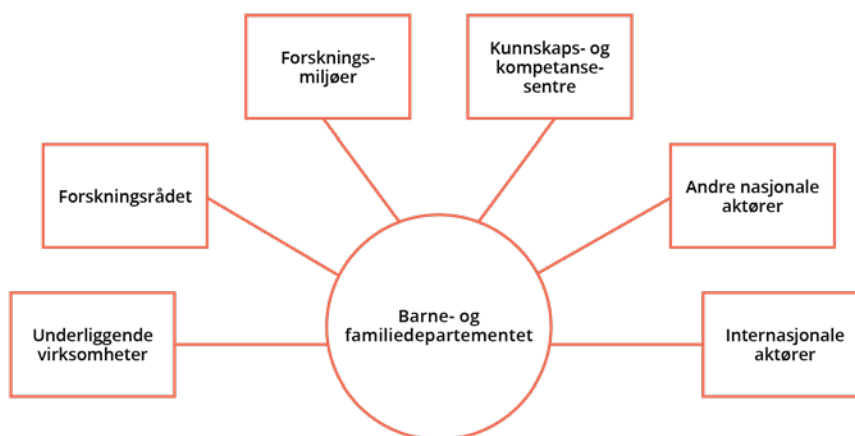 Forsknings-
miljøer
Kunnskaps- og
kompetanse-
sentre
Forskningsrådet
Andre nasjonale
aktører
Underliggende
virksomheter
Barne- og
familiedepartementet
Internasjonale
aktører